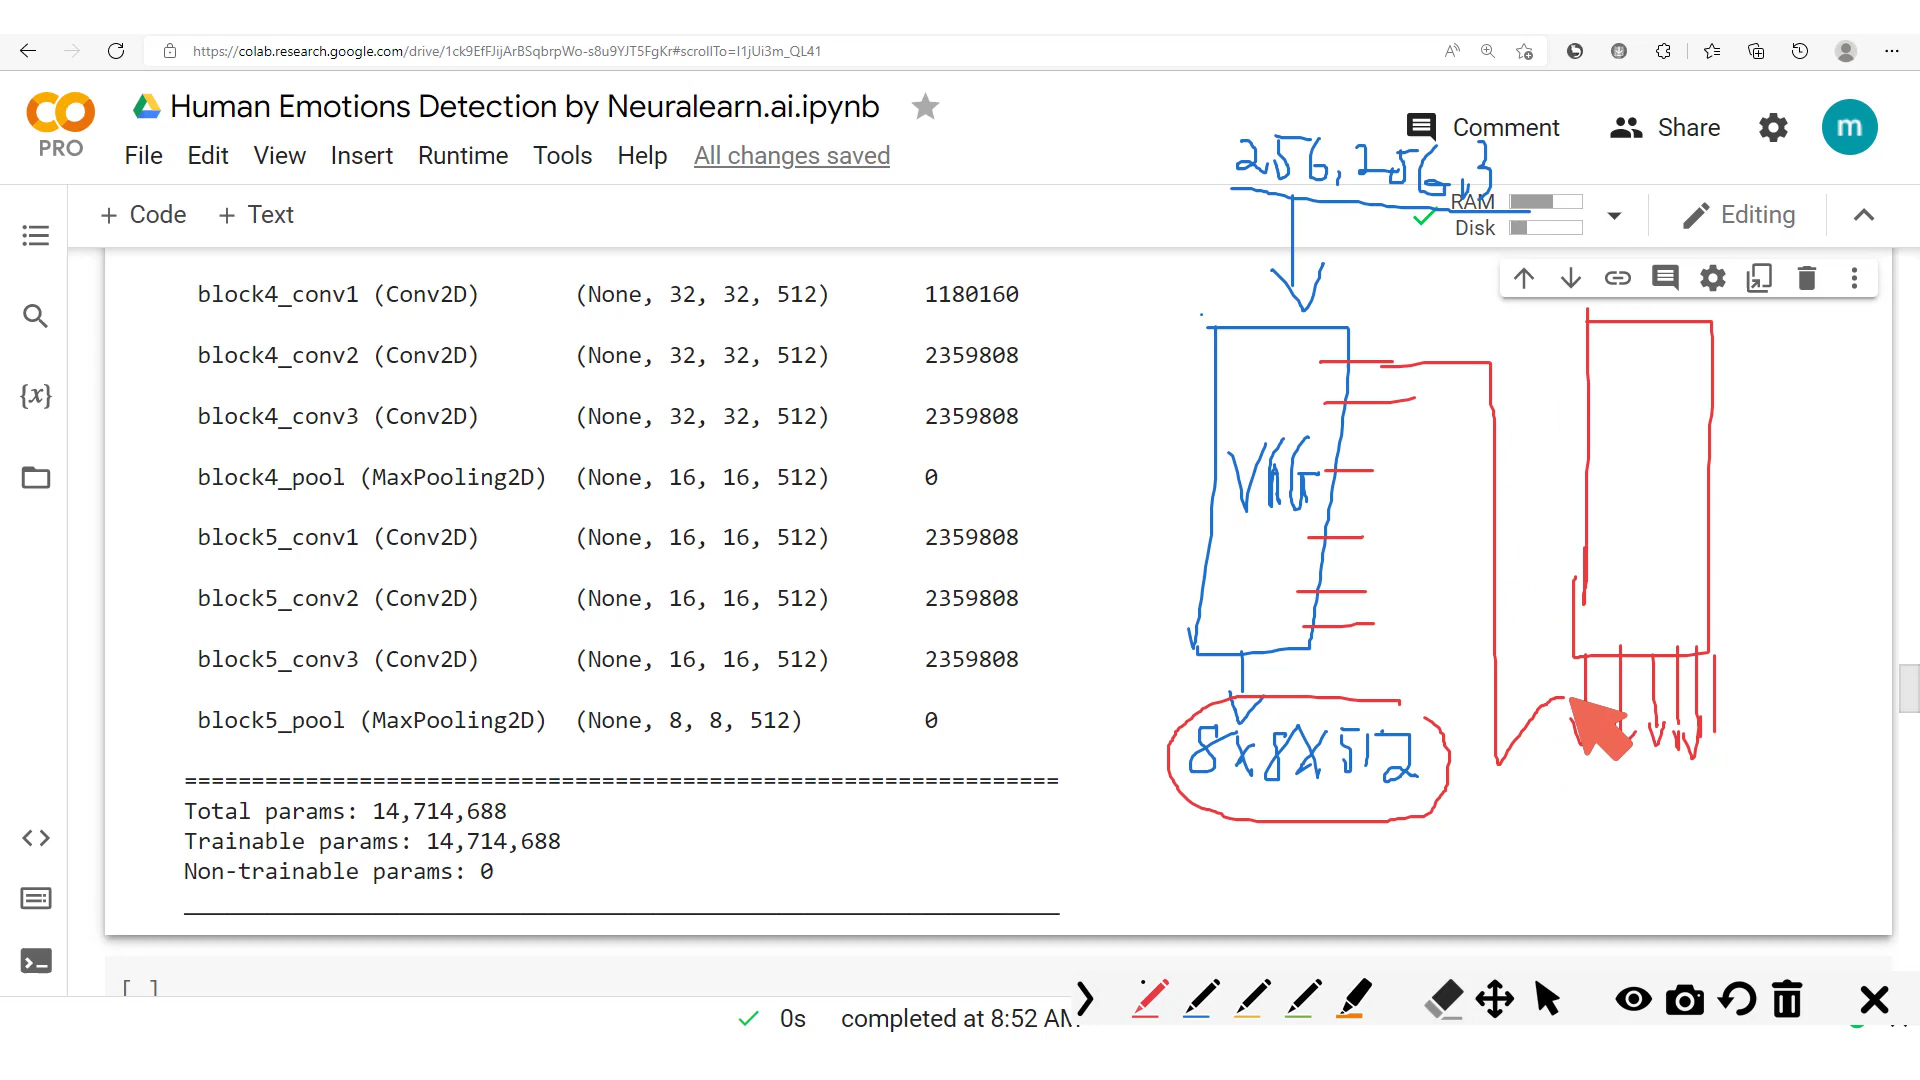 https://colab.research.google.com/drive/1ck9EfFJijArBSqbrpWo-s8u9YJT5FgKr#scrollTo=I1jUi3m_QL41
Human Emotions Detection by Neuralearn.ai.ipynb
PRO
File Edit View Insert Runtime Tools Help All changes saved
Comment Share m
256, 256, 3
+ Code + Text
RAM
Disk
Editing
block4_conv1 (Conv2D) (None, 32, 32, 512) 1180160
block4_conv2 (Conv2D) (None, 32, 32, 512) 2359808
block4_conv3 (Conv2D) (None, 32, 32, 512) 2359808
block4_pool (MaxPooling2D) (None, 16, 16, 512) 0
block5_conv1 (Conv2D) (None, 16, 16, 512) 2359808
block5_conv2 (Conv2D) (None, 16, 16, 512) 2359808
block5_conv3 (Conv2D) (None, 16, 16, 512) 2359808
block5_pool (MaxPooling2D) (None, 8, 8, 512) 0
VGG
8x8x512
=================================================================
Total params: 14,714,688
Trainable params: 14,714,688
Non-trainable params: 0
[ ]
0s completed at 8:52 AM